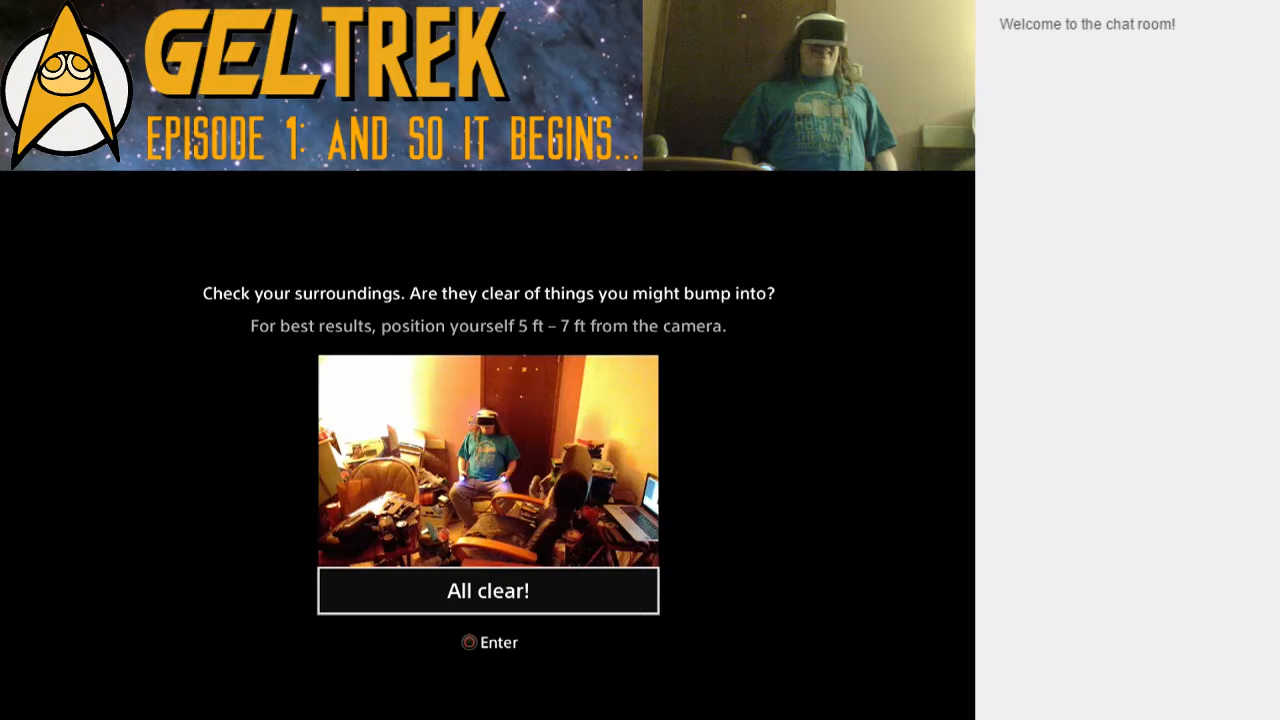 GELTREK
EPISODE 1: AND SO IT BEGINS...
Welcome to the chat room!
Check your surroundings. Are they clear of things you might bump into?
For best results, position yourself 5 ft – 7 ft from the camera.
All clear!
Enter